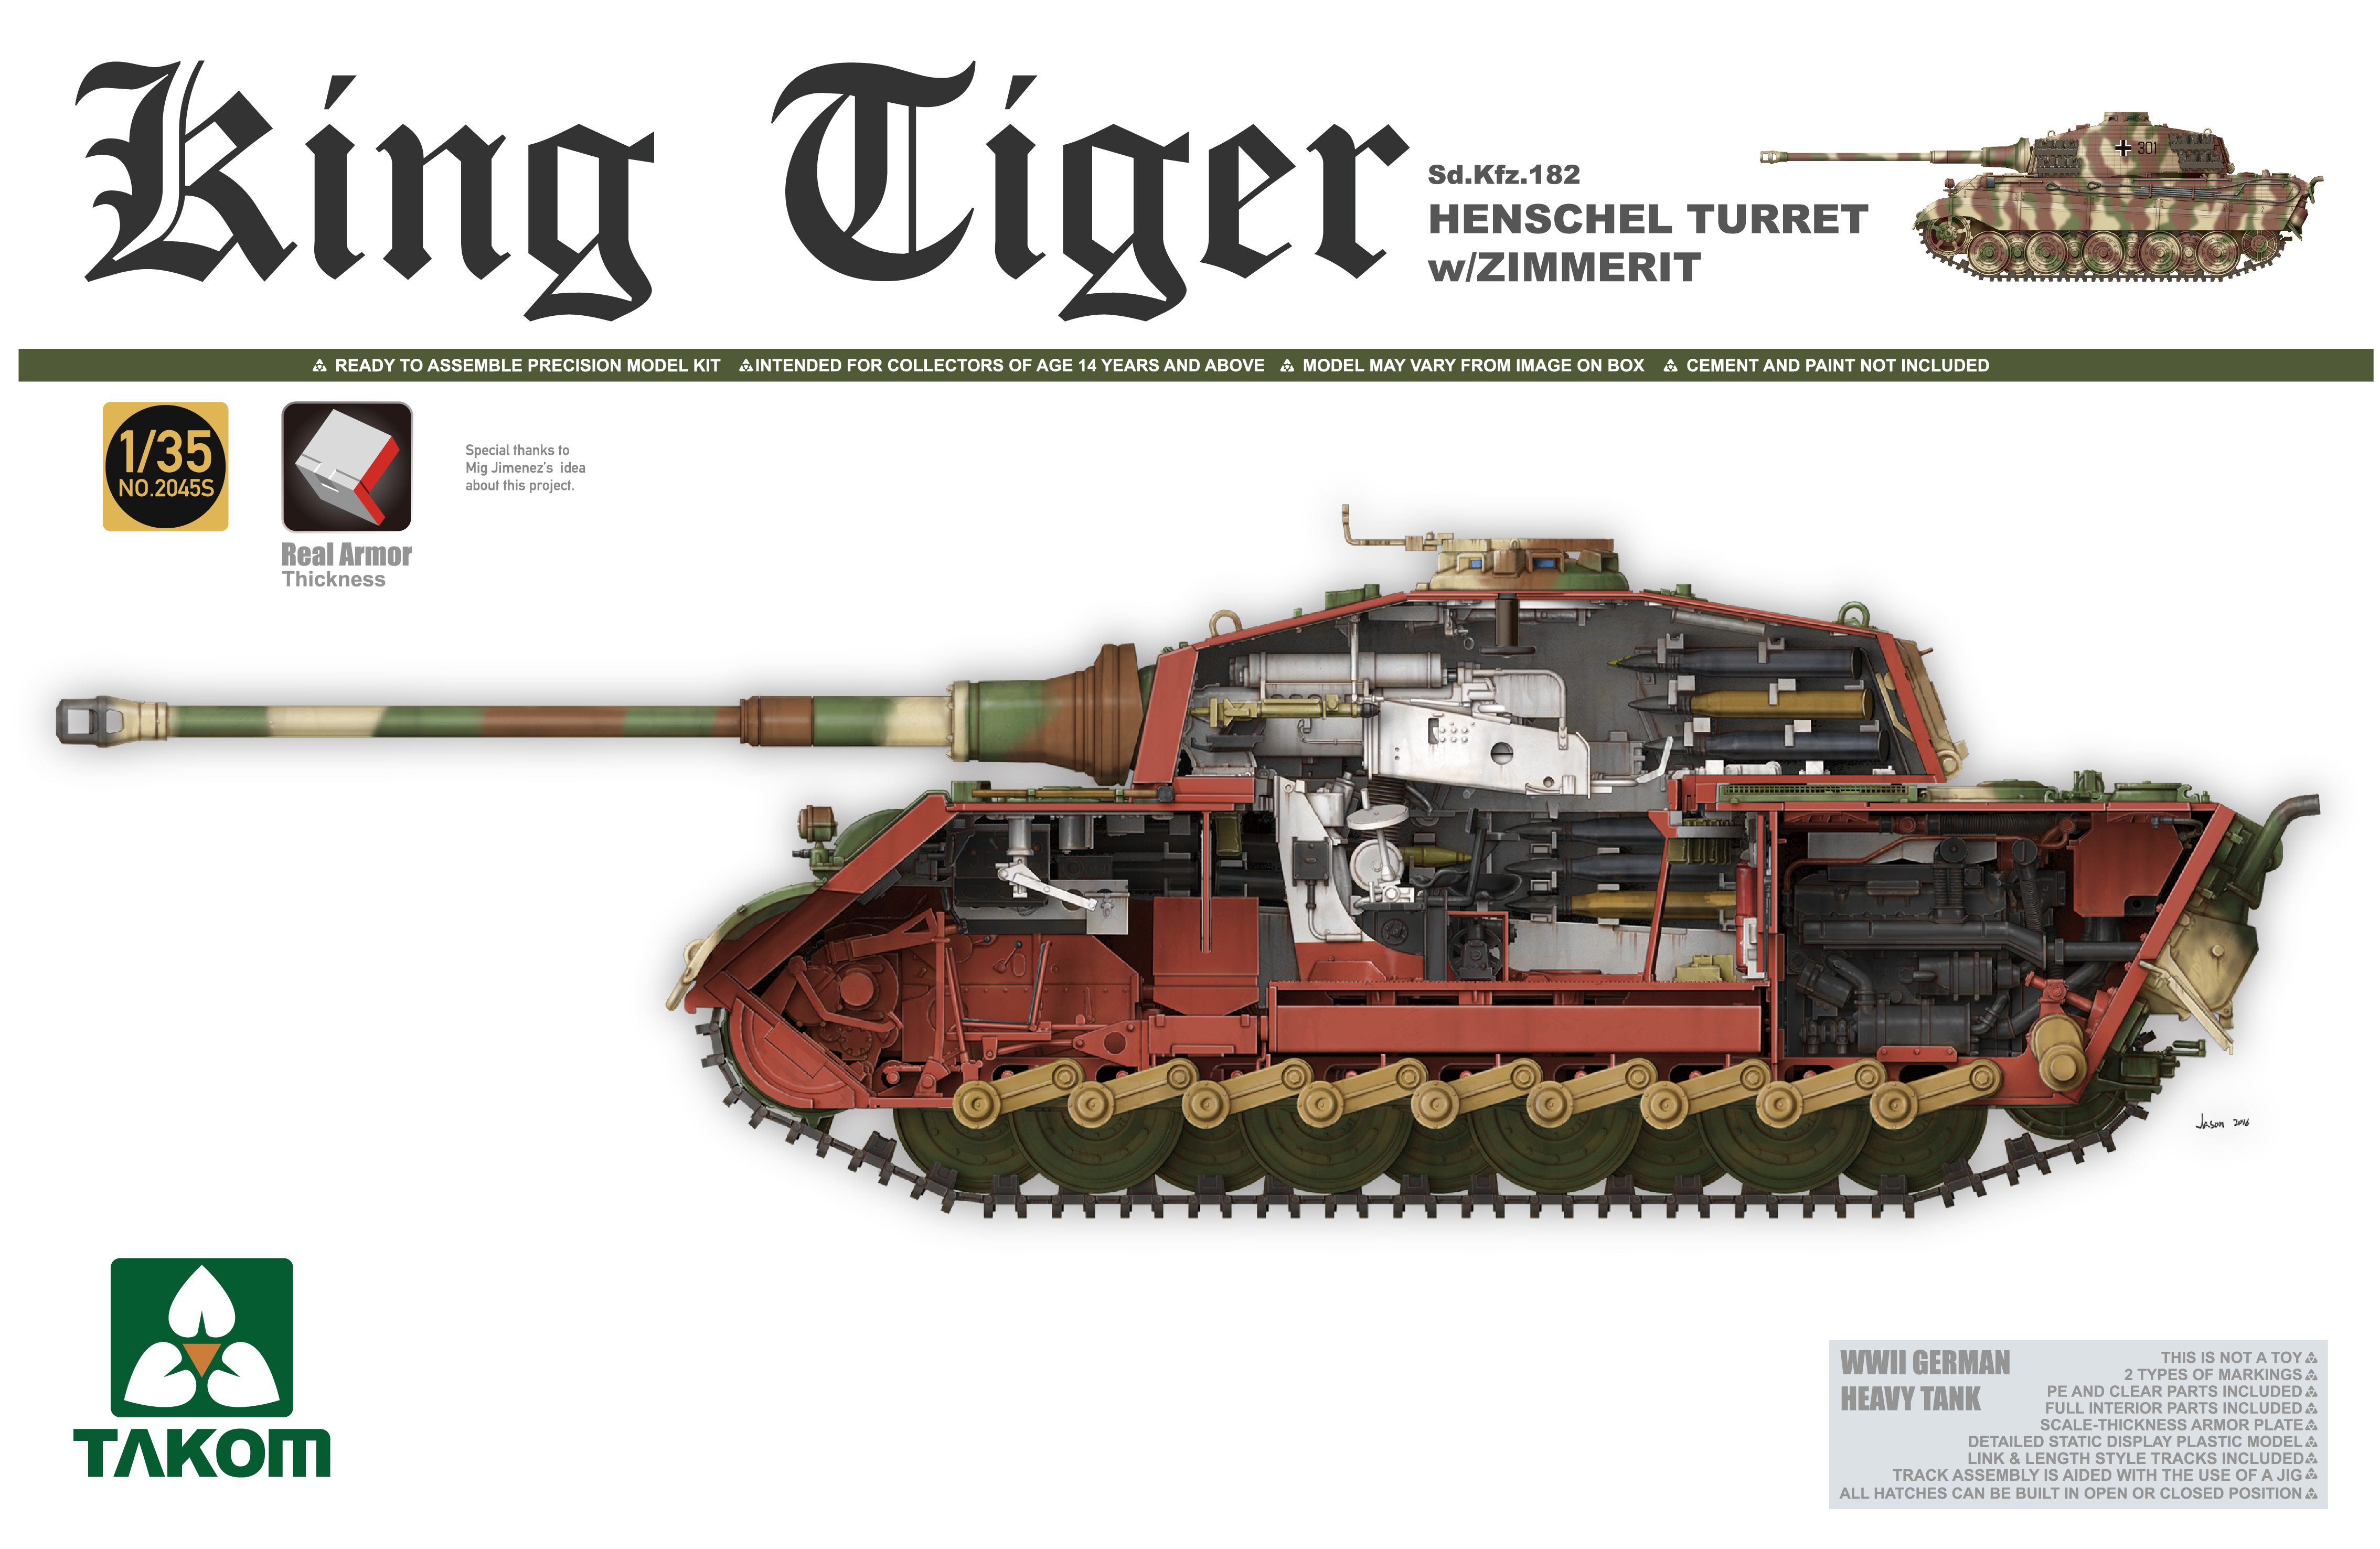 King Tiger
Sd.Kfz.182
HENSCHEL TURRET
w/ZIMMERIT
301
READY TO ASSEMBLE PRECISION MODEL KIT INTENDED FOR COLLECTORS OF AGE 14 YEARS AND ABOVE MODEL MAY VARY FROM IMAGE ON BOX CEMENT AND PAINT NOT INCLUDED
1/35
NO.2045S
Real Armor
Thickness
Special thanks to
Mig Jimenez's idea
about this project.
Jason 2016
TAKOM
WWII GERMAN
HEAVY TANK
THIS IS NOT A TOY
2 TYPES OF MARKINGS
PE AND CLEAR PARTS INCLUDED
FULL INTERIOR PARTS INCLUDED
SCALE-THICKNESS ARMOR PLATE
DETAILED STATIC DISPLAY PLASTIC MODEL
LINK & LENGTH STYLE TRACKS INCLUDED
TRACK ASSEMBLY IS AIDED WITH THE USE OF A JIG
ALL HATCHES CAN BE BUILT IN OPEN OR CLOSED POSITION